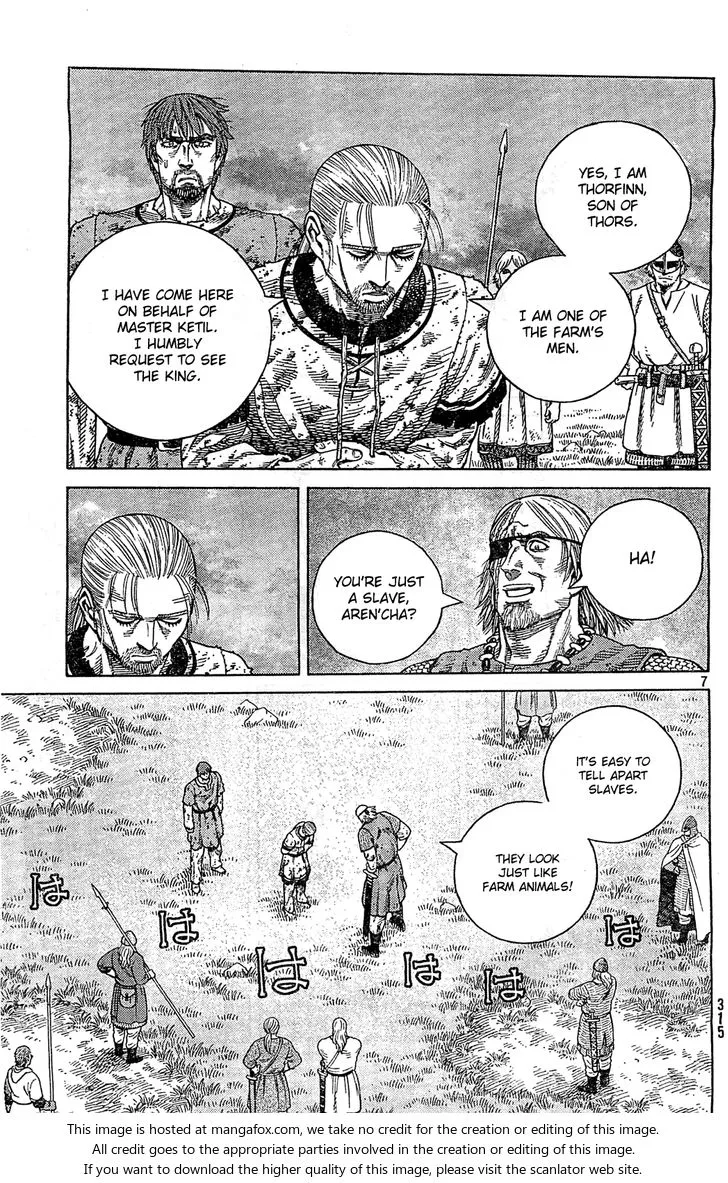 YES, I AM
THORFINN,
SON OF
THORS.
I AM ONE OF
THE FARM'S
MEN.
I HAVE COME HERE
ON BEHALF OF
MASTER KETIL.
I HUMBLY
REQUEST TO SEE
THE KING.
HA!
YOU'RE JUST
A SLAVE,
AREN'CHA?
7
IT'S EASY TO
TELL APART
SLAVES.
THEY LOOK
JUST LIKE
FARM ANIMALS!
は
は
は
は
は
は
315
This image is hosted at mangafox.com, we take no credit for the creation or editing of this image.
All credit goes to the appropriate parties involved in the creation or editing of this image.
If you want to download the higher quality of this image, please visit the scanlator web site.